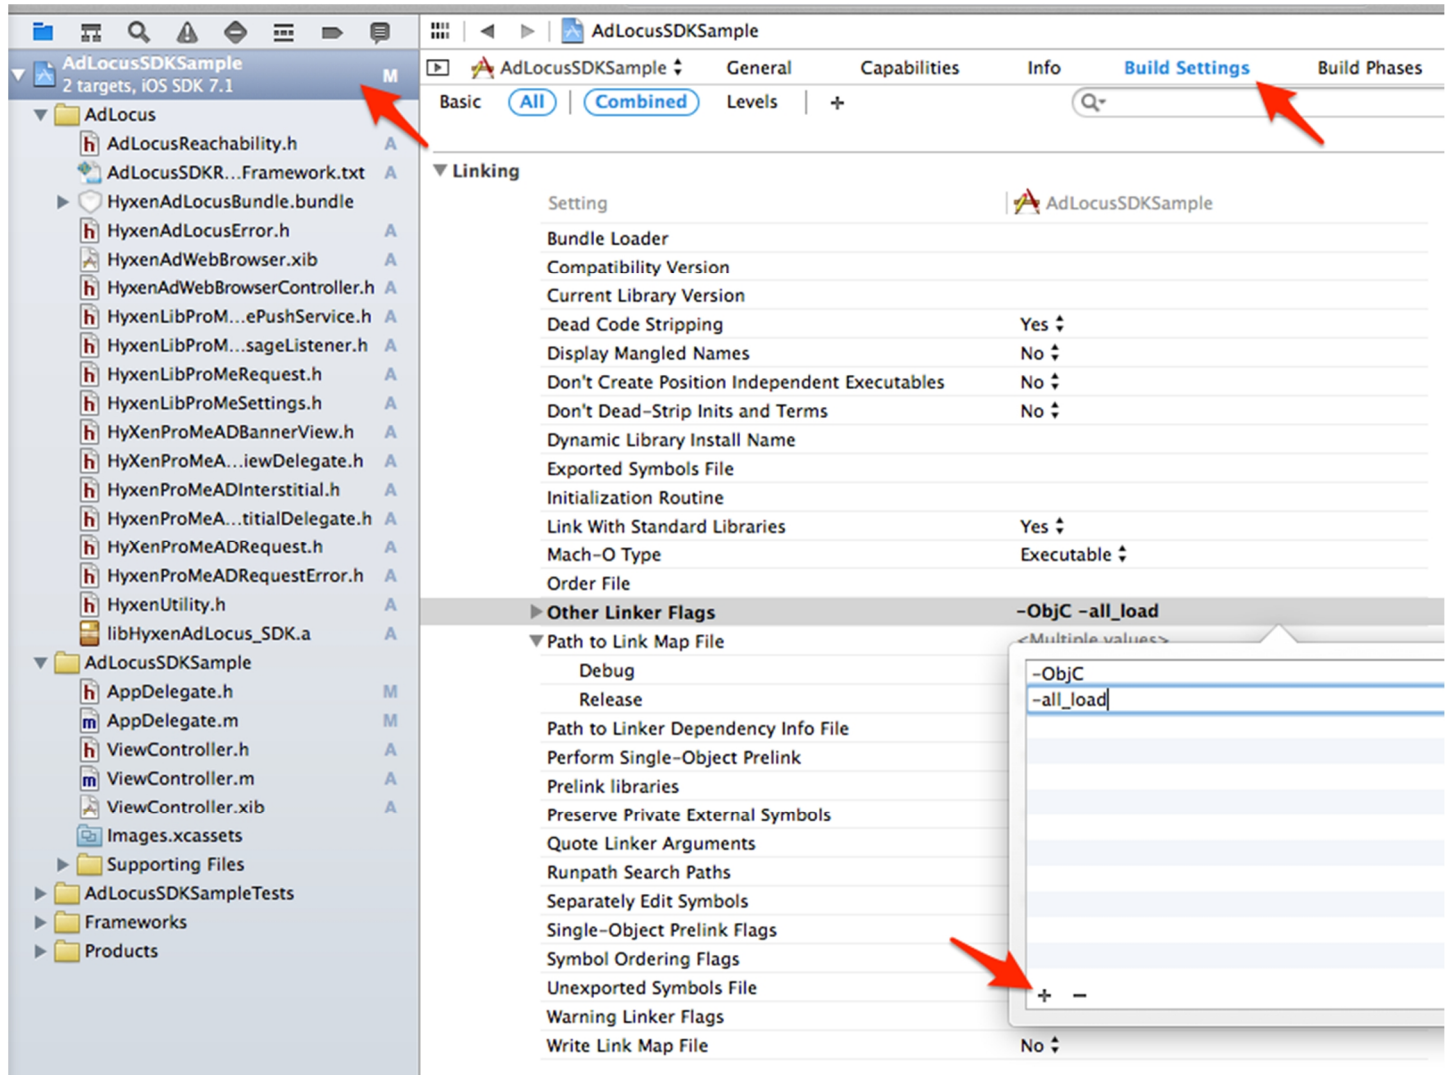 AdLocusSDKSample
AdLocusSDKSample
2 targets, iOS SDK 7.1
M
AdLocus
AdLocusReachability.h A
AdLocusSDKR...Framework.txt A
HyxenAdLocusBundle.bundle
HyxenAdLocusError.h A
HyxenAdWebBrowser.xib A
HyxenAdWebBrowserController.h A
HyxenLibProM...ePushService.h A
HyxenLibProM...sageListener.h A
HyxenLibProMeRequest.h A
HyxenLibProMeSettings.h A
HyXenProMeADBannerView.h A
HyXenProMeA...iewDelegate.h A
HyxenProMeADInterstitial.h A
HyxenProMeA...titialDelegate.h A
HyXenProMeADRequest.h A
HyxenProMeADRequestError.h A
HyxenUtility.h A
libHyxenAdLocus_SDK.a A
AdLocusSDKSample
AppDelegate.h M
AppDelegate.m M
ViewController.h A
ViewController.m A
ViewController.xib A
Images.xcassets
Supporting Files
AdLocusSDKSampleTests
Frameworks
Products
AdLocusSDKSample General Capabilities Info Build Settings Build Phases
Basic All Combined Levels +
Linking
Setting AdLocusSDKSample
Bundle Loader
Compatibility Version
Current Library Version
Dead Code Stripping Yes
Display Mangled Names No
Don't Create Position Independent Executables No
Don't Dead-Strip Inits and Terms No
Dynamic Library Install Name
Exported Symbols File
Initialization Routine
Link With Standard Libraries Yes
Mach-O Type Executable
Order File
Other Linker Flags -ObjC -all_load
Path to Link Map File <Multiple values>
Debug
Release
Path to Linker Dependency Info File
Perform Single-Object Prelink
Prelink libraries
Preserve Private External Symbols
Quote Linker Arguments
Runpath Search Paths
Separately Edit Symbols
Single-Object Prelink Flags
Symbol Ordering Flags
Unexported Symbols File
Warning Linker Flags
Write Link Map File No
-ObjC
-all_load
+ −